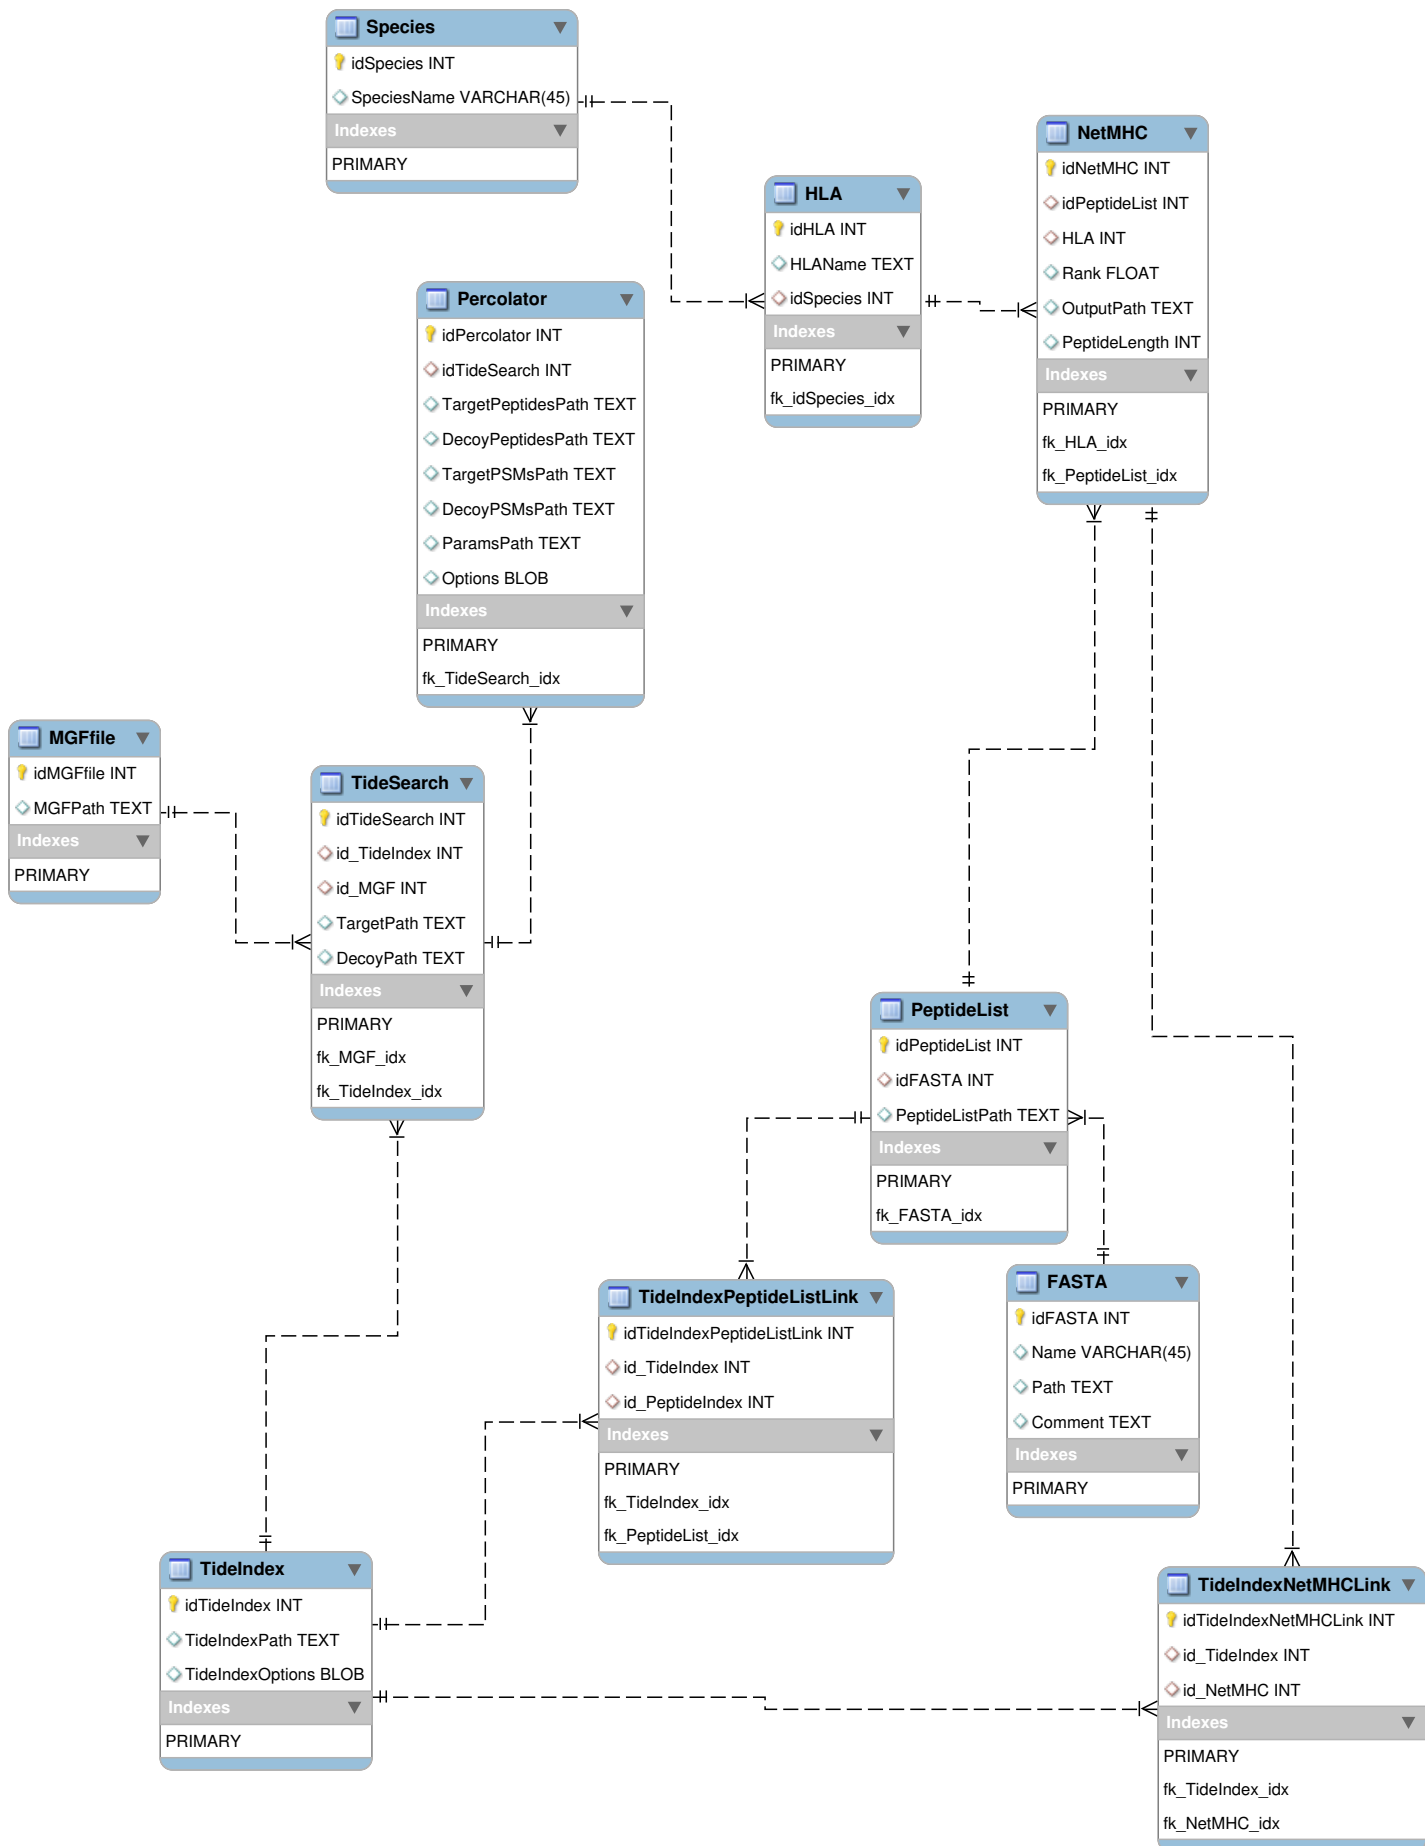 Species
idSpecies INT
SpeciesName VARCHAR(45)
Indexes
PRIMARY
NetMHC
idNetMHC INT
idPeptideList INT
HLA INT
Rank FLOAT
OutputPath TEXT
PeptideLength INT
Indexes
PRIMARY
fk_HLA_idx
fk_PeptideList_idx
HLA
idHLA INT
HLAName TEXT
idSpecies INT
Indexes
PRIMARY
fk_idSpecies_idx
Percolator
idPercolator INT
idTideSearch INT
TargetPeptidesPath TEXT
DecoyPeptidesPath TEXT
TargetPSMsPath TEXT
DecoyPSMsPath TEXT
ParamsPath TEXT
Options BLOB
Indexes
PRIMARY
fk_TideSearch_idx
MGFfile
idMGFfile INT
MGFPath TEXT
Indexes
PRIMARY
TideSearch
idTideSearch INT
id_TideIndex INT
id_MGF INT
TargetPath TEXT
DecoyPath TEXT
Indexes
PRIMARY
fk_MGF_idx
fk_TideIndex_idx
PeptideList
idPeptideList INT
idFASTA INT
PeptideListPath TEXT
Indexes
PRIMARY
fk_FASTA_idx
TideIndexPeptideListLink
idTideIndexPeptideListLink INT
id_TideIndex INT
id_PeptideIndex INT
Indexes
PRIMARY
fk_TideIndex_idx
fk_PeptideList_idx
FASTA
idFASTA INT
Name VARCHAR(45)
Path TEXT
Comment TEXT
Indexes
PRIMARY
TideIndex
idTideIndex INT
TideIndexPath TEXT
TideIndexOptions BLOB
Indexes
PRIMARY
TideIndexNetMHCLink
idTideIndexNetMHCLink INT
id_TideIndex INT
id_NetMHC INT
Indexes
PRIMARY
fk_TideIndex_idx
fk_NetMHC_idx